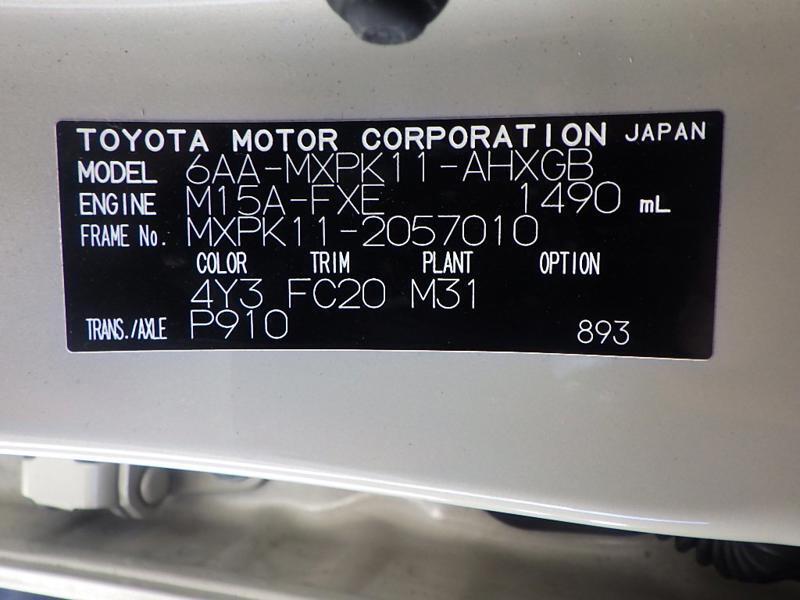 TOYOTA MOTOR CORPORATION JAPAN
MODEL 6AA-MXPK11-AHXGB
ENGINE M15A-FXE 1490 mL
FRAME No. MXPK11-2057010
COLOR TRIM PLANT OPTION
4Y3 FC20 M31
TRANS./AXLE P910 893